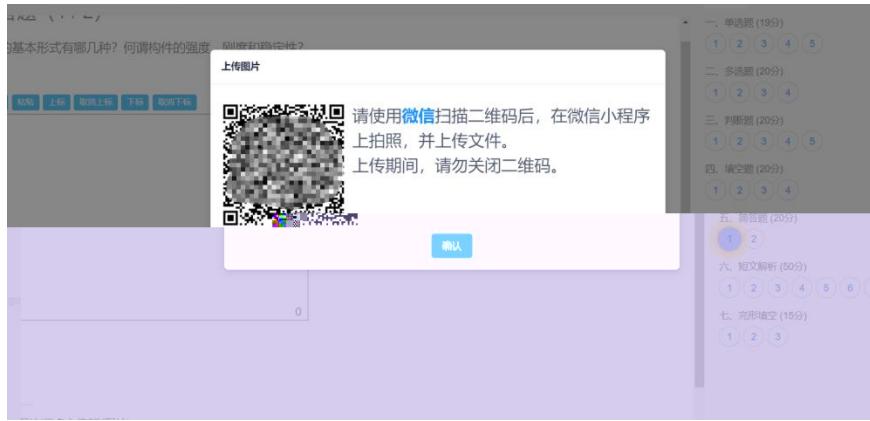 的基本形式有哪几种？何谓构件的强度、刚度和稳定性？
粘贴 上标 取消上标 下标 取消下标
上传图片
请使用微信扫描二维码后，在微信小程序
上拍照，并上传文件。
上传期间，请勿关闭二维码。
确认
0
一、单选题 (19分)
1 2 3 4 5
二、多选题 (20分)
1 2 3 4
三、判断题 (20分)
1 2 3 4 5
四、填空题 (20分)
1 2 3 4
五、简答题 (20分)
1 2
六、短文解析 (50分)
1 2 3 4 5 6
七、完形填空 (15分)
1 2 3